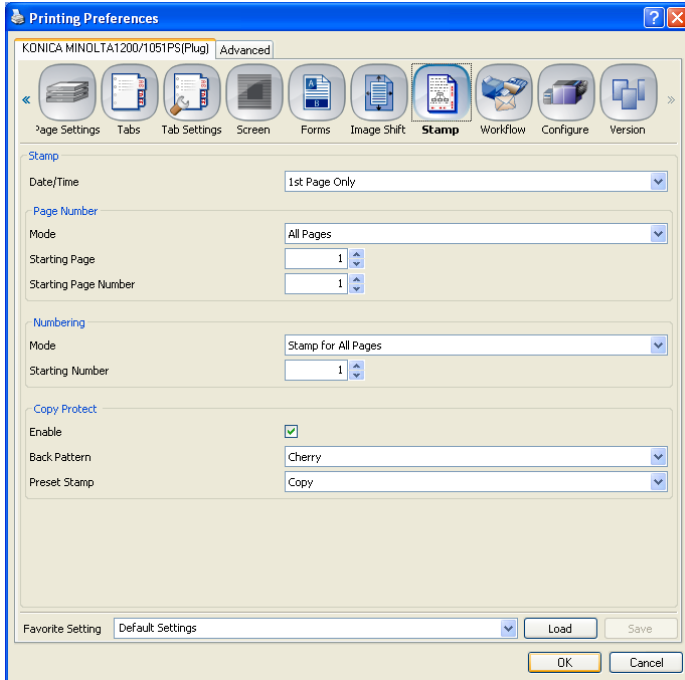 Printing Preferences
KONICA MINOLTA1200/1051PS(Plug) Advanced
Page Settings Tabs Tab Settings Screen Forms Image Shift Stamp Workflow Configure Version
Stamp
Date/Time 1st Page Only
Page Number
Mode All Pages
Starting Page 1
Starting Page Number 1
Numbering
Mode Stamp for All Pages
Starting Number 1
Copy Protect
Enable
Back Pattern Cherry
Preset Stamp Copy
Favorite Setting Default Settings Load Save
OK Cancel